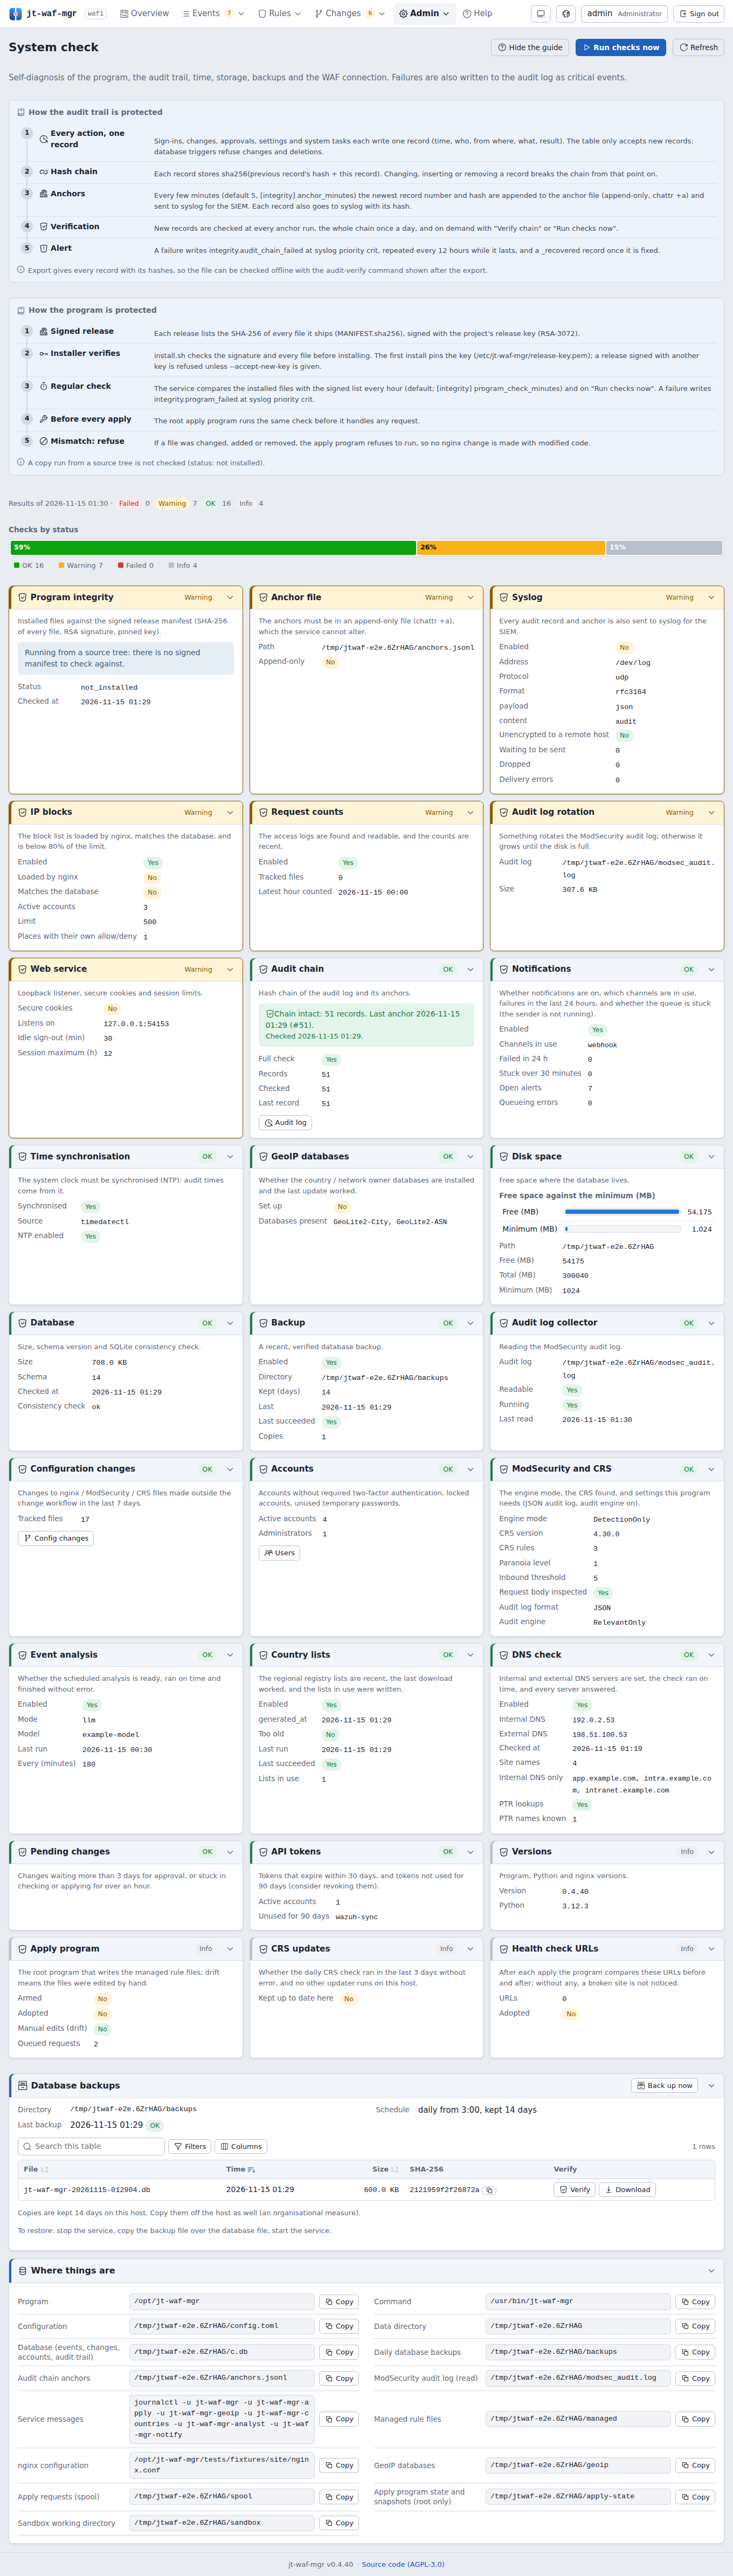 jt-waf-mgr waf1 Overview Events 7 Rules Changes 6 Admin Help admin Administrator Sign out
System check Hide the guide Run checks now Refresh
Self-diagnosis of the program, the audit trail, time, storage, backups and the WAF connection. Failures are also written to the audit log as critical events.
How the audit trail is protected
1 Every action, one record Sign-ins, changes, approvals, settings and system tasks each write one record (time, who, from where, what, result). The table only accepts new records:
database triggers refuse changes and deletions.
2 Hash chain Each record stores sha256(previous record's hash + this record). Changing, inserting or removing a record breaks the chain from that point on.
3 Anchors Every few minutes (default 5, [integrity] anchor_minutes) the newest record number and hash are appended to the anchor file (append-only, chattr +a) and
sent to syslog for the SIEM. Each record also goes to syslog with its hash.
4 Verification New records are checked at every anchor run, the whole chain once a day, and on demand with "Verify chain" or "Run checks now".
5 Alert A failure writes integrity.audit_chain_failed at syslog priority crit, repeated every 12 hours while it lasts, and a _recovered record once it is fixed.
Export gives every record with its hashes, so the file can be checked offline with the audit-verify command shown after the export.
How the program is protected
1 Signed release Each release lists the SHA-256 of every file it ships (MANIFEST.sha256), signed with the project's release key (RSA-3072).
2 Installer verifies install.sh checks the signature and every file before installing. The first install pins the key (/etc/jt-waf-mgr/release-key.pem); a release signed with another
key is refused unless --accept-new-key is given.
3 Regular check The service compares the installed files with the signed list every hour (default; [integrity] program_check_minutes) and on "Run checks now". A failure writes
integrity.program_failed at syslog priority crit.
4 Before every apply The root apply program runs the same check before it handles any request.
5 Mismatch: refuse If a file was changed, added or removed, the apply program refuses to run, so no nginx change is made with modified code.
A copy run from a source tree is not checked (status: not_installed).
Results of 2026-11-15 01:30 · Failed 0 Warning 7 OK 16 Info 4
Checks by status
59% 26% 15%
OK 16 Warning 7 Failed 0 Info 4
Program integrity Warning
Installed files against the signed release manifest (SHA-256
of every file, RSA signature, pinned key).
Running from a source tree: there is no signed
manifest to check against.
Status not_installed
Checked at 2026-11-15 01:29
Anchor file Warning
The anchors must be in an append-only file (chattr +a),
which the service cannot alter.
Path /tmp/jtwaf-e2e.6ZrHAG/anchors.jsonl
Append-only No
Syslog Warning
Every audit record and anchor is also sent to syslog for the
SIEM.
Enabled No
Address /dev/log
Protocol udp
Format rfc3164
payload json
content audit
Unencrypted to a remote host No
Waiting to be sent 0
Dropped 0
Delivery errors 0
IP blocks Warning
The block list is loaded by nginx, matches the database, and
is below 80% of the limit.
Enabled Yes
Loaded by nginx No
Matches the database No
Active accounts 3
Limit 500
Places with their own allow/deny 1
Request counts Warning
The access logs are found and readable, and the counts are
recent.
Enabled Yes
Tracked files 0
Latest hour counted 2026-11-15 00:00
Audit log rotation Warning
Something rotates the ModSecurity audit log; otherwise it
grows until the disk is full.
Audit log /tmp/jtwaf-e2e.6ZrHAG/modsec_audit.
log
Size 307.6 KB
Web service Warning
Loopback listener, secure cookies and session limits.
Secure cookies No
Listens on 127.0.0.1:54153
Idle sign-out (min) 30
Session maximum (h) 12
Audit chain OK
Hash chain of the audit log and its anchors.
Chain intact: 51 records. Last anchor 2026-11-15
01:29 (#51).
Checked 2026-11-15 01:29.
Full check Yes
Records 51
Checked 51
Last record 51
Audit log
Notifications OK
Whether notifications are on, which channels are in use,
failures in the last 24 hours, and whether the queue is stuck
(the sender is not running).
Enabled Yes
Channels in use webhook
Failed in 24 h 0
Stuck over 30 minutes 0
Open alerts 7
Queueing errors 0
Time synchronisation OK
The system clock must be synchronised (NTP): audit times
come from it.
Synchronised Yes
Source timedatectl
NTP enabled Yes
GeoIP databases OK
Whether the country / network owner databases are installed
and the last update worked.
Set up No
Databases present GeoLite2-City, GeoLite2-ASN
Disk space OK
Free space where the database lives.
Free space against the minimum (MB)
Free (MB) 54,175
Minimum (MB) 1,024
Path /tmp/jtwaf-e2e.6ZrHAG
Free (MB) 54175
Total (MB) 300040
Minimum (MB) 1024
Database OK
Size, schema version and SQLite consistency check.
Size 708.0 KB
Schema 14
Checked at 2026-11-15 01:29
Consistency check ok
Backup OK
A recent, verified database backup.
Enabled Yes
Directory /tmp/jtwaf-e2e.6ZrHAG/backups
Kept (days) 14
Last 2026-11-15 01:29
Last succeeded Yes
Copies 1
Audit log collector OK
Reading the ModSecurity audit log.
Audit log /tmp/jtwaf-e2e.6ZrHAG/modsec_audit.
log
Readable Yes
Running Yes
Last read 2026-11-15 01:30
Configuration changes OK
Changes to nginx / ModSecurity / CRS files made outside the
change workflow in the last 7 days.
Tracked files 17
Config changes
Accounts OK
Accounts without required two-factor authentication, locked
accounts, unused temporary passwords.
Active accounts 4
Administrators 1
Users
ModSecurity and CRS OK
The engine mode, the CRS found, and settings this program
needs (JSON audit log, audit engine on).
Engine mode DetectionOnly
CRS version 4.30.0
CRS rules 3
Paranoia level 1
Inbound threshold 5
Request body inspected Yes
Audit log format JSON
Audit engine RelevantOnly
Event analysis OK
Whether the scheduled analysis is ready, ran on time and
finished without error.
Enabled Yes
Mode llm
Model example-model
Last run 2026-11-15 00:30
Every (minutes) 180
Country lists OK
The regional registry lists are recent, the last download
worked, and the lists in use were written.
Enabled Yes
generated_at 2026-11-15 01:29
Too old No
Last run 2026-11-15 01:29
Last succeeded Yes
Lists in use 1
DNS check OK
Internal and external DNS servers are set, the check ran on
time, and every server answered.
Enabled Yes
Internal DNS 192.0.2.53
External DNS 198.51.100.53
Checked at 2026-11-15 01:19
Site names 4
Internal DNS only app.example.com, intra.example.co
m, intranet.example.com
PTR lookups Yes
PTR names known 1
Pending changes OK
Changes waiting more than 3 days for approval, or stuck in
checking or applying for over an hour.
API tokens OK
Tokens that expire within 30 days, and tokens not used for
90 days (consider revoking them).
Active accounts 1
Unused for 90 days wazuh-sync
Versions Info
Program, Python and nginx versions.
Version 0.4.40
Python 3.12.3
Apply program Info
The root program that writes the managed rule files; drift
means the files were edited by hand.
Armed No
Adopted No
Manual edits (drift) No
Queued requests 2
CRS updates Info
Whether the daily CRS check ran in the last 3 days without
error, and no other updater runs on this host.
Kept up to date here No
Health check URLs Info
After each apply the program compares these URLs before
and after; without any, a broken site is not noticed.
URLs 0
Adopted No
Database backups Back up now
Directory /tmp/jtwaf-e2e.6ZrHAG/backups Schedule daily from 3:00, kept 14 days
Last backup 2026-11-15 01:29 OK
Search this table Filters Columns 1 rows
File Time Size SHA-256 Verify
jt-waf-mgr-20261115-012904.db 2026-11-15 01:29 600.0 KB 2121959f2f26872a Verify Download
Copies are kept 14 days on this host. Copy them off the host as well (an organisational measure).
To restore: stop the service, copy the backup file over the database file, start the service.
Where things are
Program /opt/jt-waf-mgr Copy Command /usr/bin/jt-waf-mgr Copy
Configuration /tmp/jtwaf-e2e.6ZrHAG/config.toml Copy Data directory /tmp/jtwaf-e2e.6ZrHAG Copy
Database (events, changes, accounts, audit trail) /tmp/jtwaf-e2e.6ZrHAG/c.db Copy Daily database backups /tmp/jtwaf-e2e.6ZrHAG/backups Copy
Audit chain anchors /tmp/jtwaf-e2e.6ZrHAG/anchors.jsonl Copy ModSecurity audit log (read) /tmp/jtwaf-e2e.6ZrHAG/modsec_audit.log Copy
Service messages journalctl -u jt-waf-mgr -u jt-waf-mgr-a
pply -u jt-waf-mgr-geoip -u jt-waf-mgr-c
ountries -u jt-waf-mgr-analyst -u jt-waf
-mgr-notify Copy Managed rule files /tmp/jtwaf-e2e.6ZrHAG/managed Copy
nginx configuration /opt/jt-waf-mgr/tests/fixtures/site/ngin
x.conf Copy GeoIP databases /tmp/jtwaf-e2e.6ZrHAG/geoip Copy
Apply requests (spool) /tmp/jtwaf-e2e.6ZrHAG/spool Copy Apply program state and snapshots (root only) /tmp/jtwaf-e2e.6ZrHAG/apply-state Copy
Sandbox working directory /tmp/jtwaf-e2e.6ZrHAG/sandbox Copy
jt-waf-mgr v0.4.40 · Source code (AGPL-3.0)